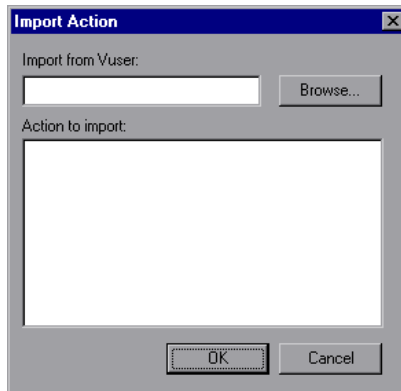 Import Action
Import from Vuser:
Browse...
Action to import:
OK
Cancel